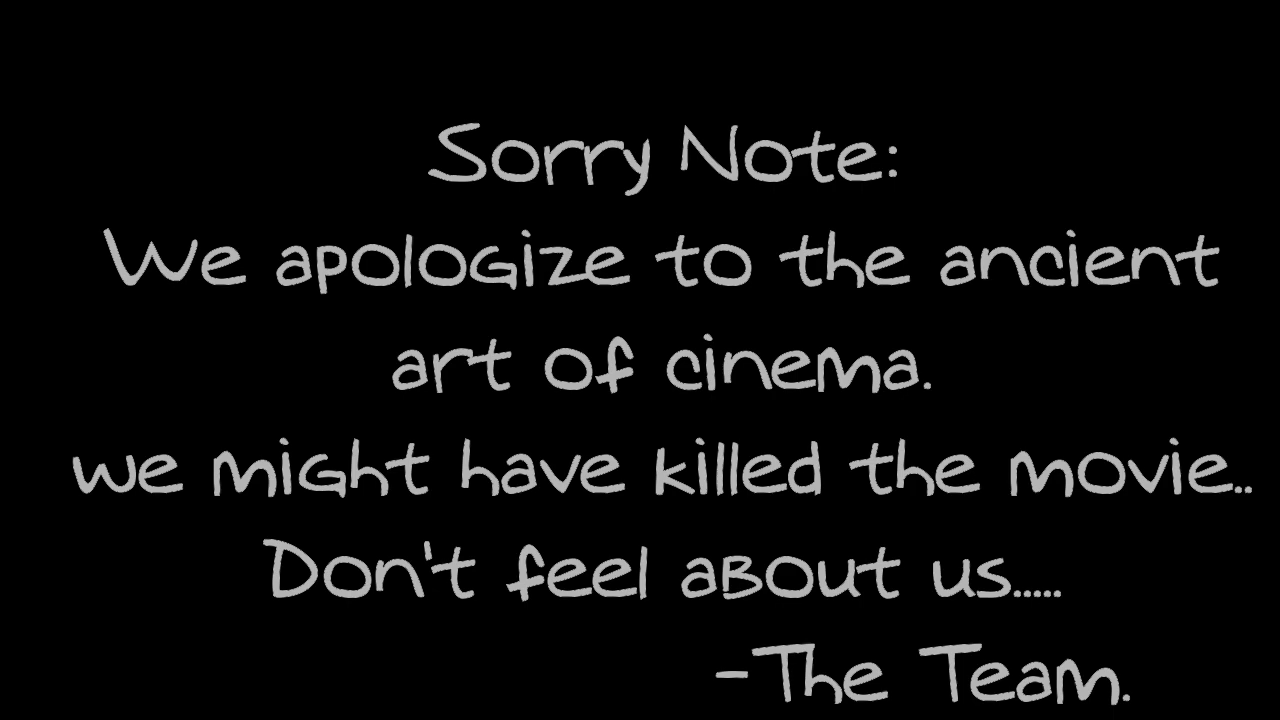 Sorry Note:
We apologize to the ancient
art of cinema.
we might have killed the movie..
Don't feel about us.....
-The Team.